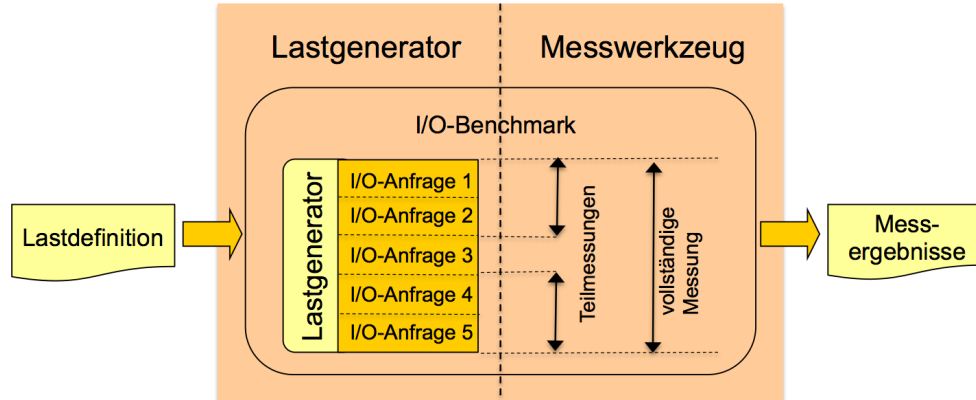 Lastgenerator
Messwerkzeug
I/O-Benchmark
Lastdefinition
Lastgenerator
I/O-Anfrage 1
I/O-Anfrage 2
I/O-Anfrage 3
I/O-Anfrage 4
I/O-Anfrage 5
Teilmessungen
vollständige
Messung
Mess-
ergebnisse